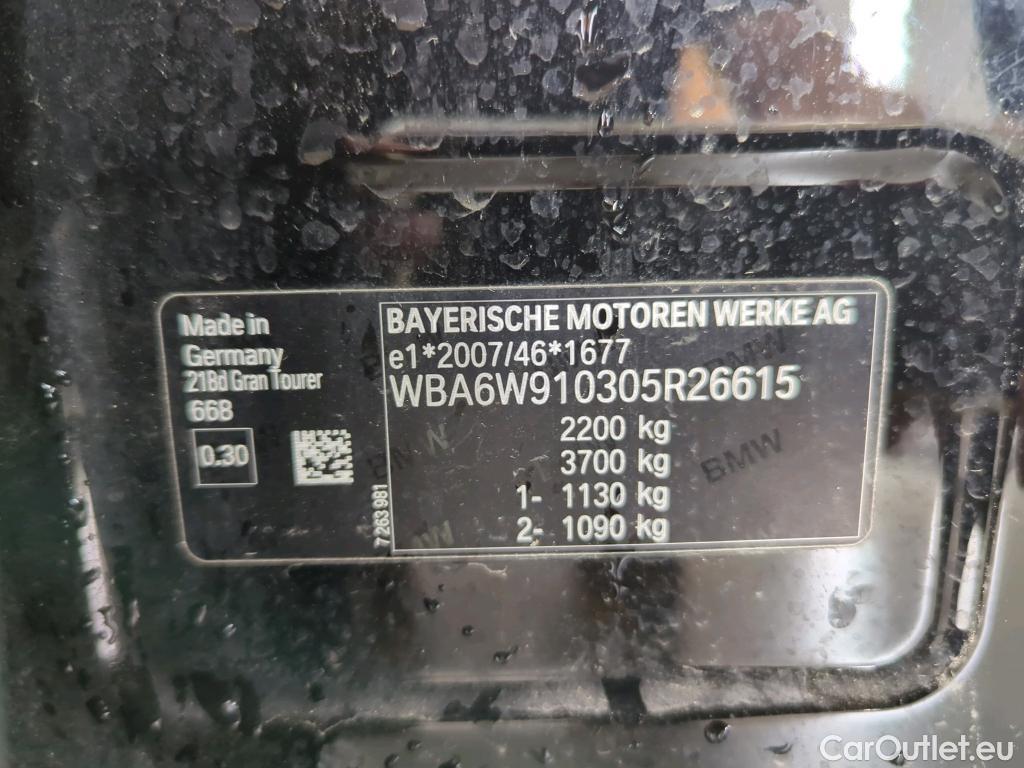 Made in
Germany
218d Gran Tourer
668
0.30
7 263 981
BAYERISCHE MOTOREN WERKE AG
e1*2007/46*1677
WBA6W910305R26615
2200 kg
3700 kg
1- 1130 kg
2- 1090 kg
BMW
CarOutlet.eu